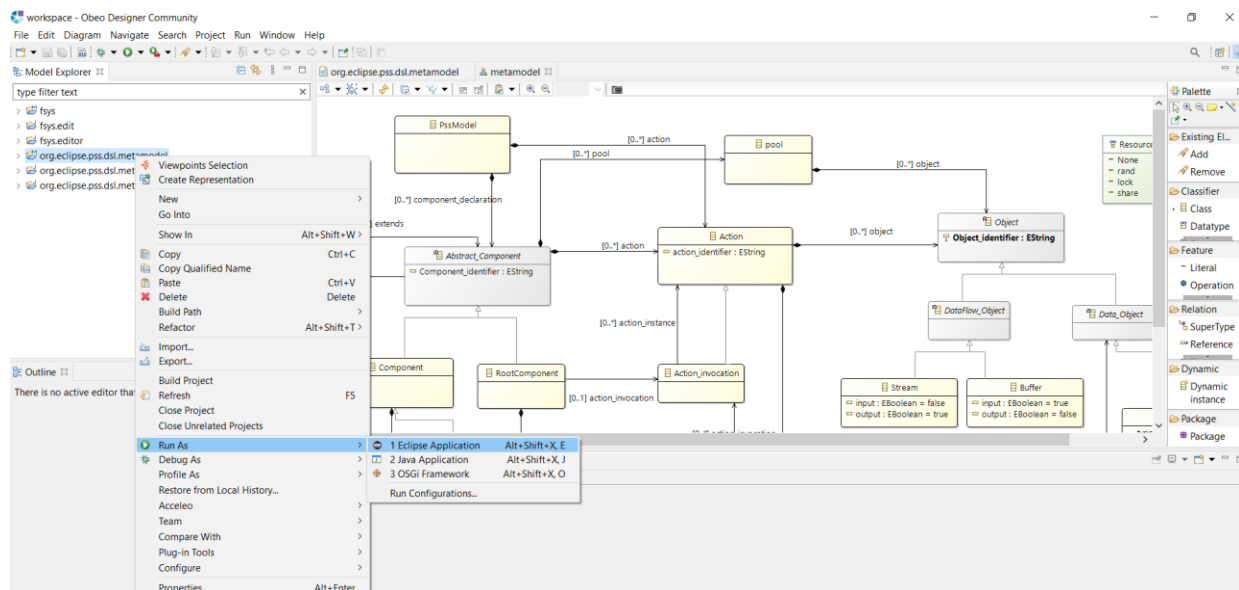 workspace - Obeo Designer Community
File Edit Diagram Navigate Search Project Run Window Help
Model Explorer
org.eclipse.pss.dsl.metamodel
metamodel
type filter text
fsys
fsys.edit
fsys.editor
org.eclipse.pss.dsl.metamodel
org.eclipse.pss.dsl.met
org.eclipse.pss.dsl.met
Viewpoints Selection
Create Representation
New
Go Into
Show In Alt+Shift+W
Copy Ctrl+C
Copy Qualified Name
Paste Ctrl+V
Delete Delete
Build Path
Refactor Alt+Shift+T
Import...
Export...
Build Project
Refresh F5
Close Project
Close Unrelated Projects
Run As
Debug As
Profile As
Restore from Local History...
Acceleo
Team
Compare With
Plug-in Tools
Configure
Properties Alt+Enter
1 Eclipse Application Alt+Shift+X, E
2 Java Application Alt+Shift+X, J
3 OSGi Framework Alt+Shift+X, O
Run Configurations...
Outline
There is no active editor that
PssModel
[0..*] action
[0..*] pool
pool
[0..*] object
[0..*] component_declaration
extends
Abstract_Component
Component_identifier : EString
[0..*] action
Action
action_identifier : EString
[0..*] object
Object
Object_identifier : EString
[0..*] action_instance
DataFlow_Object
Data_Object
Component
RootComponent
[0..1] action_invocation
Action_invocation
Stream
input : EBoolean = false
output : EBoolean = true
Buffer
input : EBoolean = true
output : EBoolean = false
Resource
None
rand
lock
share
Palette
Existing El...
Add
Remove
Classifier
Class
Datatype
Feature
Literal
Operation
Relation
SuperType
Reference
Dynamic
Dynamic
instance
Package
Package